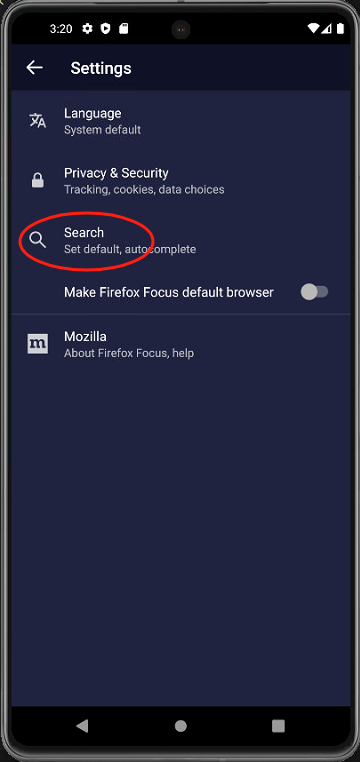 3:20
Settings
Language
System default
Privacy & Security
Tracking, cookies, data choices
Search
Set default, autocomplete
Make Firefox Focus default browser
m
Mozilla
About Firefox Focus, help